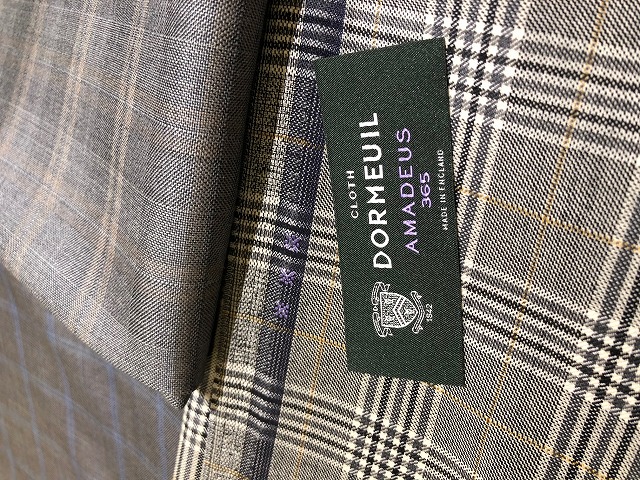 CLOTH
DORMEUIL
AMADEUS
365
MADE IN ENGLAND
1842